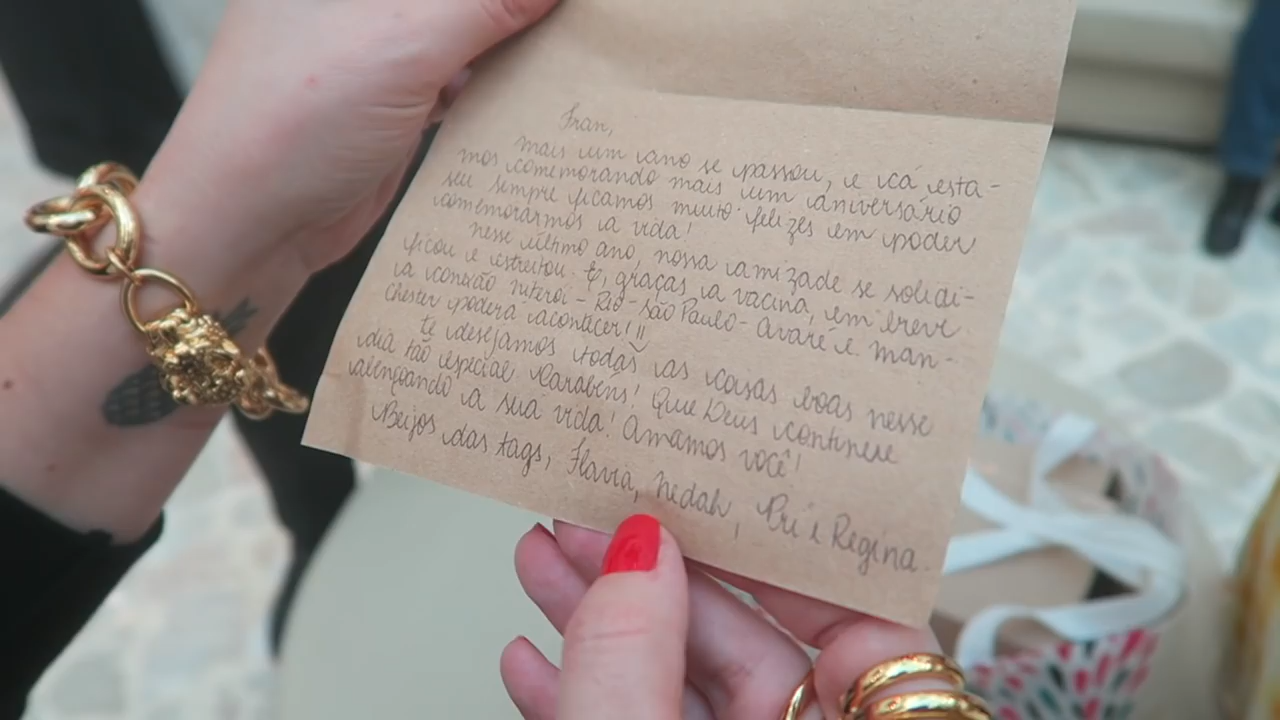 Fran,
mais um ano se passou, e cá esta-
mos comemorando mais um aniversário
seu sempre ficamos muito felizes em poder
comemorarmos a vida!
nesse último ano, nossa amizade se solidi-
ficou e estreitou. E, graças a vacina, em breve
a conexão niterói - Rio - São Paulo - Avaré e man-
chester poderá acontecer!!!
te desejamos todas as coisas boas nesse
dia tão especial. Parabéns! Que Deus continue
abençoando a sua vida! Amamos você!
Beijos das tags, Flavia, Nedah, Pri e Regina.